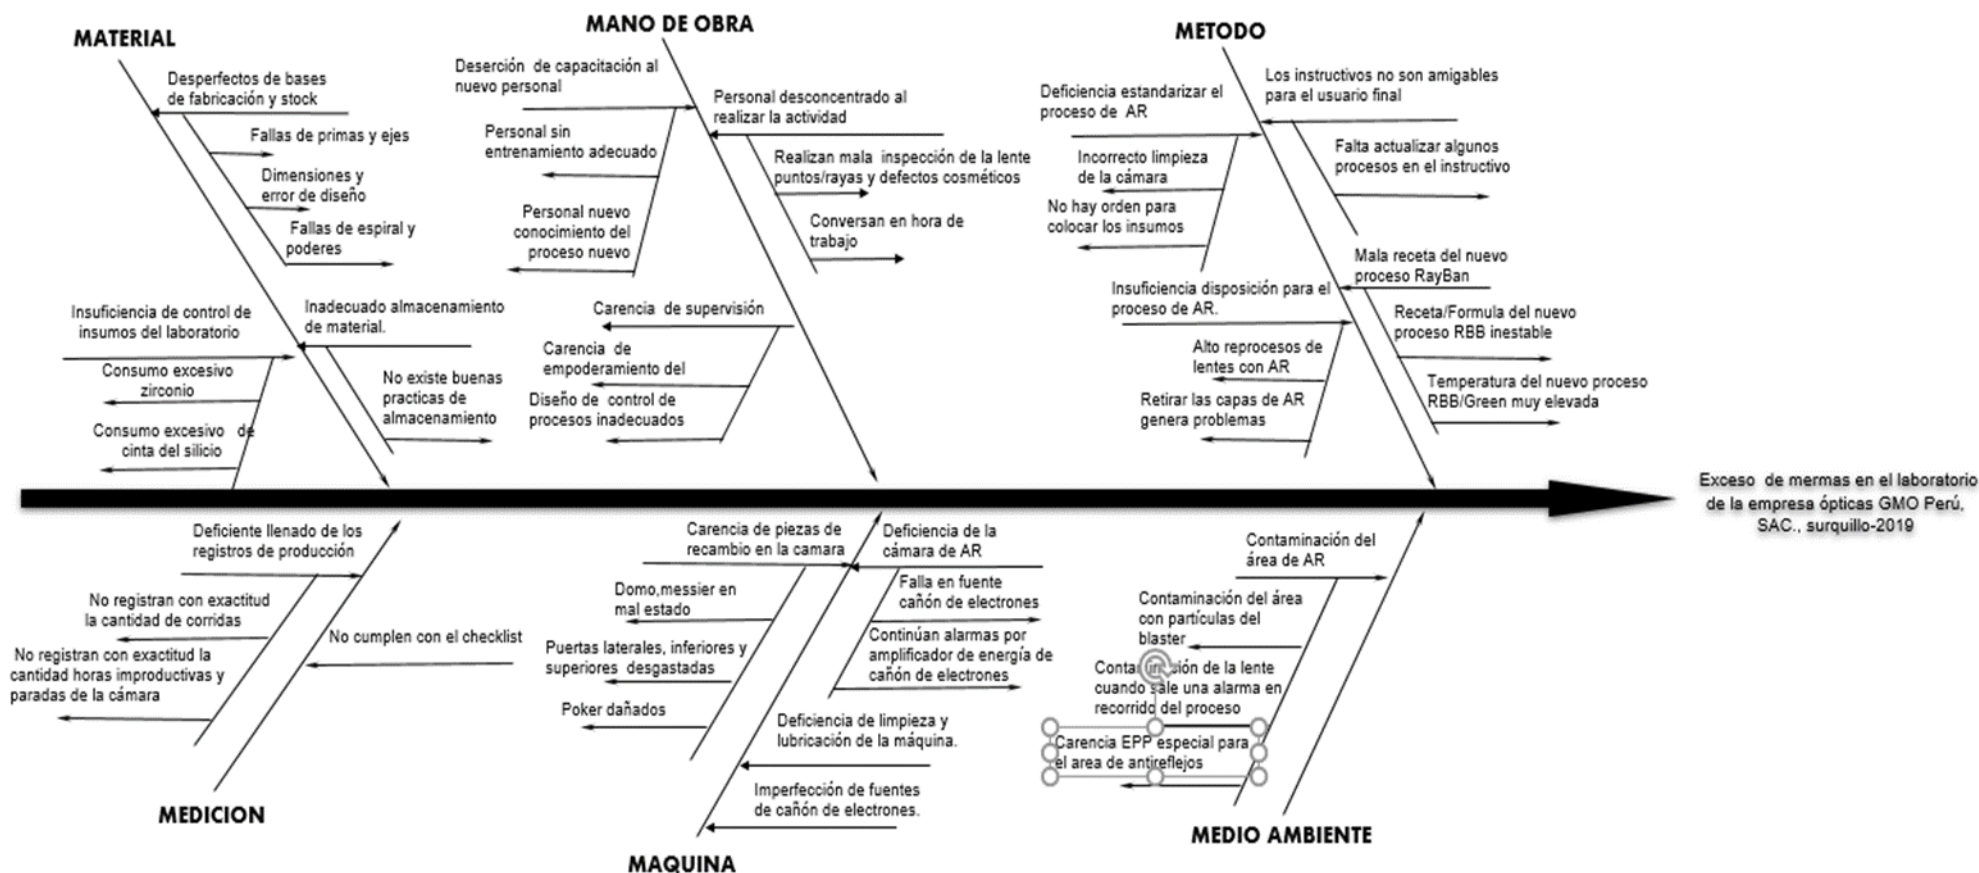 MATERIAL
Desperfectos de bases
de fabricación y stock
Fallas de primas y ejes
Dimensiones y
error de diseño
Fallas de espiral y
poderes
Insuficiencia de control de
insumos del laboratorio
Consumo excesivo
zirconio
Consumo excesivo de
cinta del silicio
Inadecuado almacenamiento
de material.
No existe buenas
practicas de
almacenamiento
MANO DE OBRA
Deserción de capacitación al
nuevo personal
Personal sin
entrenamiento adecuado
Personal nuevo
conocimiento del
proceso nuevo
Personal desconcentrado al
realizar la actividad
Realizan mala inspección de la lente
puntos/rayas y defectos cosméticos
Conversan en hora de
trabajo
Carencia de supervisión
Carencia de
empoderamiento del
Diseño de control de
procesos inadecuados
METODO
Deficiencia estandarizar el
proceso de AR
Incorrecto limpieza
de la cámara
No hay orden para
colocar los insumos
Los instructivos no son amigables
para el usuario final
Falta actualizar algunos
procesos en el instructivo
Insuficiencia disposición para el
proceso de AR.
Alto reprocesos de
lentes con AR
Retirar las capas de AR
genera problemas
Mala receta del nuevo
proceso RayBan
Receta/Formula del nuevo
proceso RBB inestable
Temperatura del nuevo proceso
RBB/Green muy elevada
Exceso de mermas en el laboratorio
de la empresa ópticas GMO Perú,
SAC., surquillo-2019
Deficiente llenado de los
registros de producción
No registran con exactitud
la cantidad de corridas
No registran con exactitud la
cantidad horas improductivas y
paradas de la cámara
No cumplen con el checklist
MEDICION
Carencia de piezas de
recambio en la camara
Domo,messier en
mal estado
Puertas laterales, inferiores y
superiores desgastadas
Poker dañados
Deficiencia de la
cámara de AR
Falla en fuente
cañón de electrones
Continúan alarmas por
amplificador de energía de
cañón de electrones
Deficiencia de limpieza y
lubricación de la máquina.
Imperfección de fuentes
de cañón de electrones.
MAQUINA
Contaminación del
área de AR
Contaminación del área
con partículas del
blaster
Contaminación de la lente
cuando sale una alarma en
recorrido del proceso
Carencia EPP especial para
el area de antireflejos
MEDIO AMBIENTE